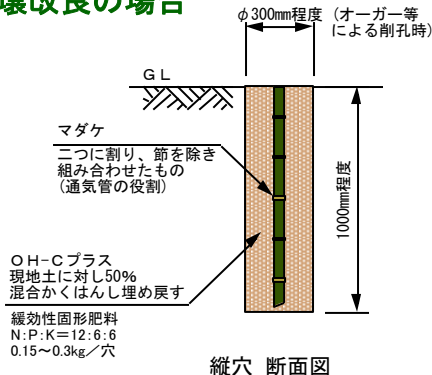 壌改良の場合
φ300mm程度 (オーガー等
による削孔時)
GL
マダケ
二つに割り、節を除き
組み合わせたもの
(通気管の役割)
1000mm程度
OH-Cプラス
現地土に対し50%
混合かくはんし埋め戻す
緩効性固形肥料
N:P:K=12:6:6
0.15~0.3kg/穴
縦穴 断面図